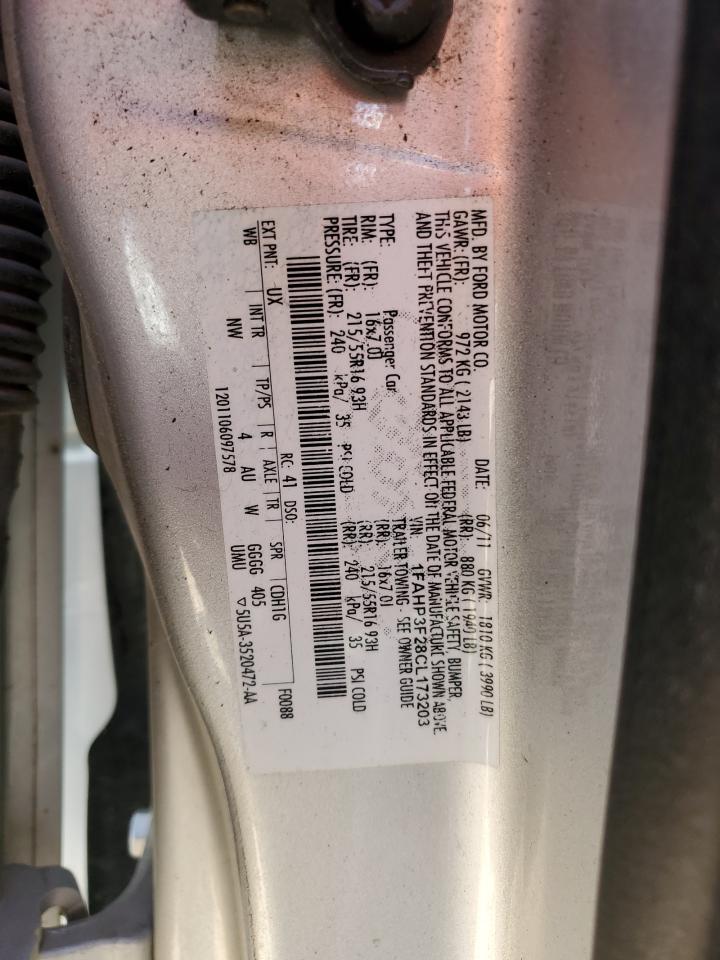 MFD. BY FORD MOTOR CO. DATE: 06/11 GVWR: 1810 KG ( 3990 LB)
GAWR: (FR): 972 KG ( 2143 LB) (RR): 880 KG ( 1940 LB)
THIS VEHICLE CONFORMS TO ALL APPLICABLE FEDERAL MOTOR VEHICLE SAFETY, BUMPER,
AND THEFT PREVENTION STANDARDS IN EFFECT ON THE DATE OF MANUFACTURE SHOWN ABOVE.
VIN: 1FAHP3F28CL173203
TYPE: Passenger Car TRAILER TOWING - SEE OWNER GUIDE
RIM: (FR): 16x7.0J (RR): 16x7.0J
TIRE: (FR): 215/55R16 93H (RR): 215/55R16 93H
PRESSURE: (FR): 240 kPa/ 35 PSI COLD (RR): 240 kPa/ 35 PSI COLD
EXT PNT: UX RC: 41 DSO: F0088
WB INT TR TP/PS R AXLE TR SPR CDH1G
NW 4 AU W GGGG 405
UMU
1201106097578 ▽5U5A-3520472-AA